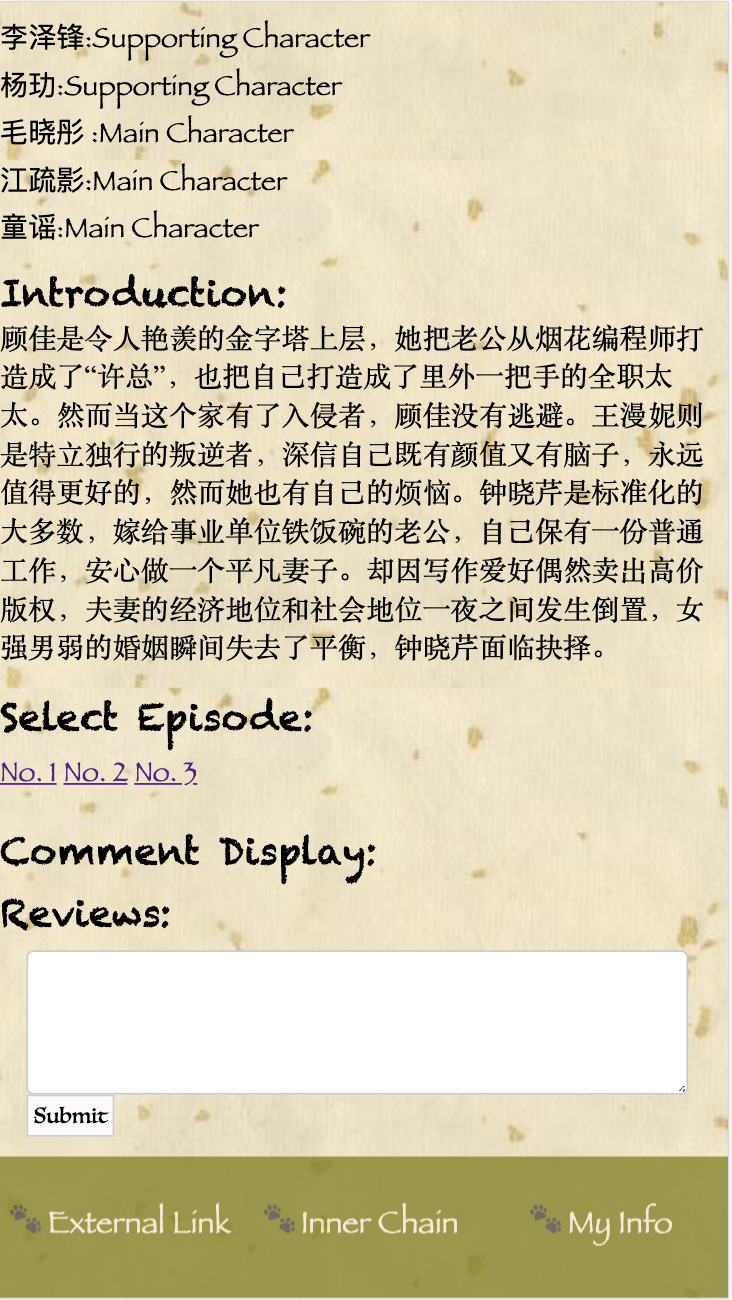 李泽锋:Supporting Character
杨玏:Supporting Character
毛晓彤 :Main Character
江疏影:Main Character
童谣:Main Character
Introduction:
顾佳是令人艳羡的金字塔上层，她把老公从烟花编程师打
造成了“许总”，也把自己打造成了里外一把手的全职太
太。然而当这个家有了入侵者，顾佳没有逃避。王漫妮则
是特立独行的叛逆者，深信自己既有颜值又有脑子，永远
值得更好的，然而她也有自己的烦恼。钟晓芹是标准化的
大多数，嫁给事业单位铁饭碗的老公，自己保有一份普通
工作，安心做一个平凡妻子。却因写作爱好偶然卖出高价
版权，夫妻的经济地位和社会地位一夜之间发生倒置，女
强男弱的婚姻瞬间失去了平衡，钟晓芹面临抉择。
Select Episode:
No. 1 No. 2 No. 3
Comment Display:
Reviews:
Submit
External Link Inner Chain My Info